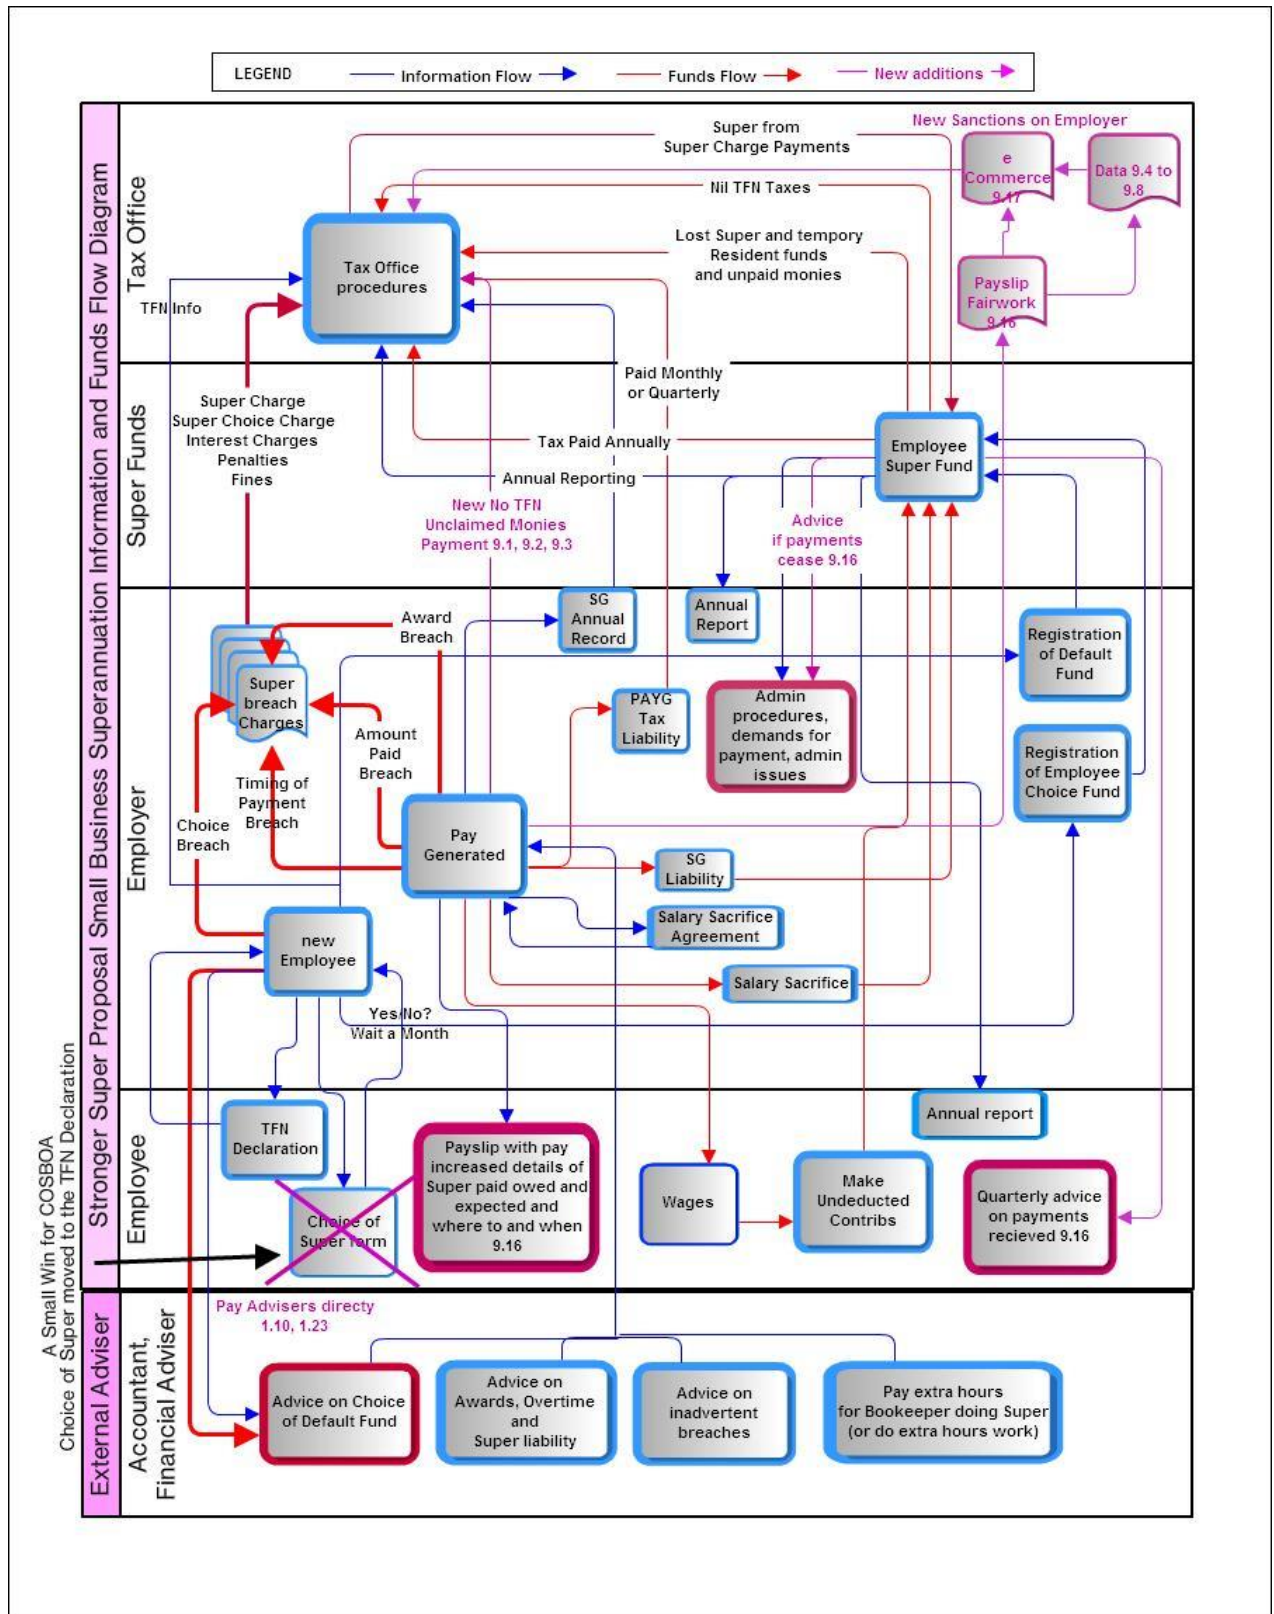 LEGEND
Information Flow
Funds Flow
New additions
Stronger Super Proposal Small Business Superannuation Information and Funds Flow Diagram
Tax Office
Super from
Super Charge Payments
New Sanctions on Employer
e
Commerce
9.17
Data 9.4 to
9.8
Nil TFN Taxes
Lost Super and tempory
Resident funds
and unpaid monies
Tax Office
procedures
Payslip
Fairwork
9.16
TFN Info
Super Funds
Paid Monthly
or Quarterly
Super Charge
Super Choice Charge
Interest Charges
Penalties
Fines
Tax Paid Annually
Employee
Super Fund
Annual Reporting
New No TFN
Unclaimed Monies
Payment 9.1, 9.2, 9.3
Advice
if payments
cease 9.16
Employer
SG
Annual
Record
Annual
Report
Award
Breach
Registration
of Default
Fund
Super
breach
Charges
PAYG
Tax
Liability
Admin
procedures,
demands for
payment, admin
issues
Amount
Paid
Breach
Registration
of Employee
Choice Fund
Timing of
Payment
Breach
Choice
Breach
Pay
Generated
SG
Liability
Salary Sacrifice
Agreement
new
Employee
Salary Sacrifice
Yes/No?
Wait a Month
Employee
Annual report
TFN
Declaration
Payslip with pay
increased details of
Super paid owed and
expected and
where to and when
9.16
Wages
Make
Undeducted
Contribs
Quarterly advice
on payments
recieved 9.16
Choice of
Super form
A Small Win for COSBOA
Choice of Super moved to the TFN Declaration
External Adviser
Accountant,
Financial Adviser
Pay Advisers directy
1.10, 1.23
Advice on Choice
of Default Fund
Advice on
Awards, Overtime
and
Super liability
Advice on
inadvertent
breaches
Pay extra hours
for Bookeeper doing Super
(or do extra hours work)